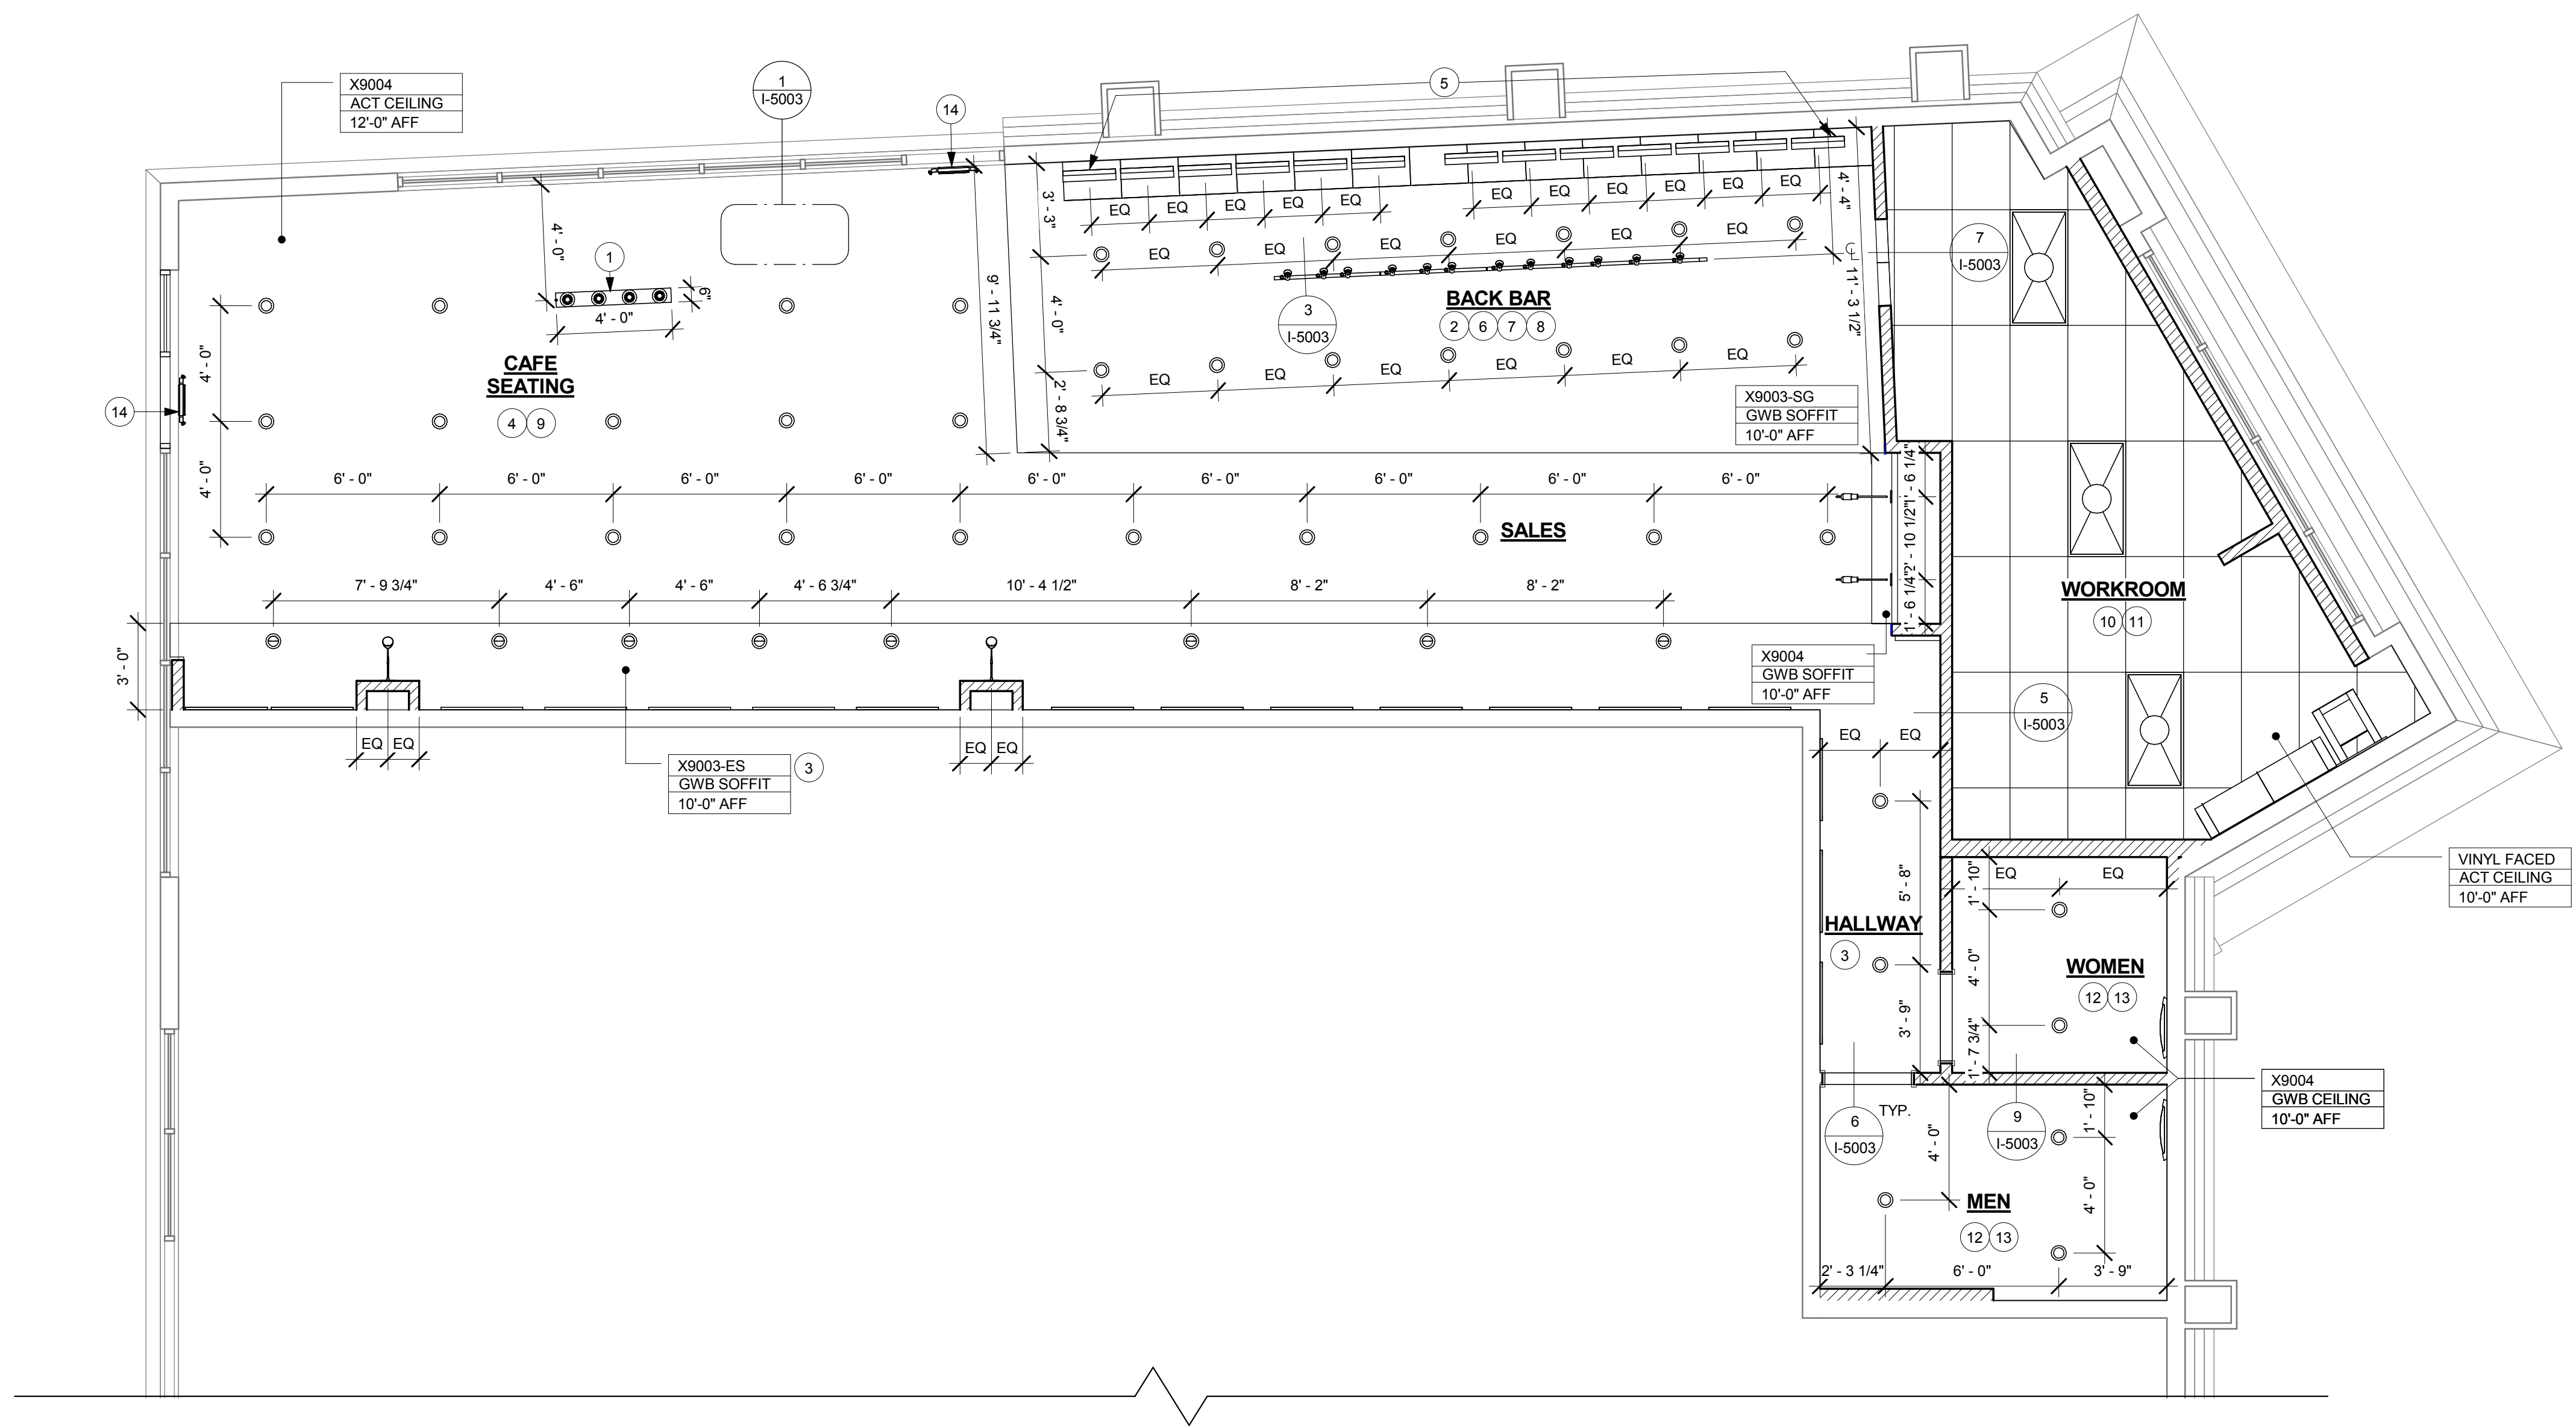 X9004
ACT CEILING
12'-0" AFF
1
I-5003
14
5
4' - 0"
1
4' - 0"
6"
3' - 3"
EQ
EQ
EQ
EQ
EQ
EQ
EQ
EQ
EQ
EQ
EQ
4' - 4"
EQ
EQ
EQ
EQ
EQ
EQ
9' - 11 3/4"
4' - 0"
2' - 8 3/4"
3
I-5003
BACK BAR
2 6 7 8
CL
11' - 3 1/2"
EQ
EQ
EQ
EQ
EQ
EQ
7
I-5003
CAFE
SEATING
4 9
14
4' - 0"
4' - 0"
X9003-SG
GWB SOFFIT
10'-0" AFF
6' - 0"
6' - 0"
6' - 0"
6' - 0"
6' - 0"
6' - 0"
6' - 0"
6' - 0"
6' - 0"
SALES
1' - 6 1/4"
2' - 10 1/2"
1' - 6 1/4"
7' - 9 3/4"
4' - 6"
4' - 6"
4' - 6 3/4"
10' - 4 1/2"
8' - 2"
8' - 2"
WORKROOM
10 11
3' - 0"
X9004
GWB SOFFIT
10'-0" AFF
5
I-5003
EQ EQ
EQ EQ
EQ EQ
X9003-ES
GWB SOFFIT
10'-0" AFF
3
VINYL FACED
ACT CEILING
10'-0" AFF
5' - 8"
HALLWAY
3
3' - 9"
1' - 10"
EQ
EQ
4' - 0"
1' - 7 3/4"
WOMEN
12 13
X9004
GWB CEILING
10'-0" AFF
6
I-5003
TYP.
4' - 0"
9
I-5003
1' - 10"
4' - 0"
MEN
12 13
2' - 3 1/4"
6' - 0"
3' - 9"